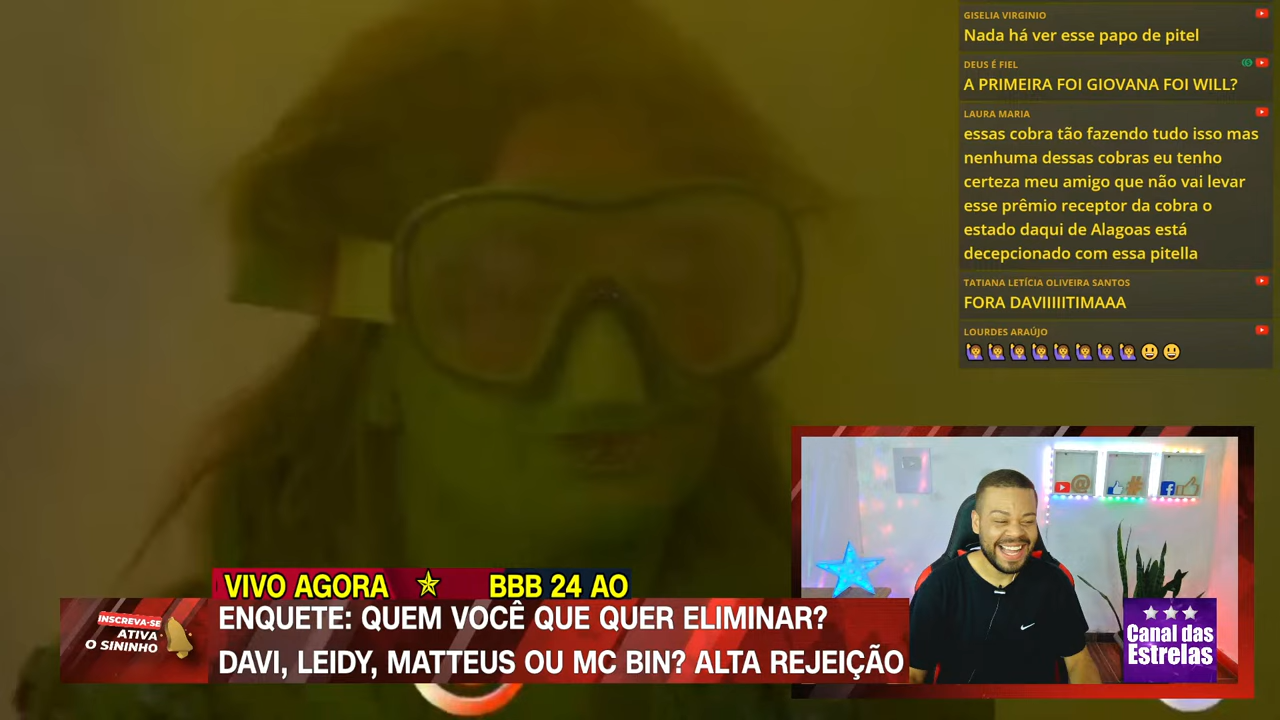 GISELIA VIRGINIO
Nada há ver esse papo de pitel
DEUS É FIEL
A PRIMEIRA FOI GIOVANA FOI WILL?
LAURA MARIA
essas cobra tão fazendo tudo isso mas
nenhuma dessas cobras eu tenho
certeza meu amigo que não vai levar
esse prêmio receptor da cobra o
estado daqui de Alagoas está
decepcionado com essa pitella
TATIANA LETÍCIA OLIVEIRA SANTOS
FORA DAVIIIIITIMAAA
LOURDES ARAÚJO
🙋🏽‍♀️🙋🏽‍♀️🙋🏽‍♀️🙋🏽‍♀️🙋🏽‍♀️🙋🏽‍♀️🙋🏽‍♀️🙋🏽‍♀️😃😃
VIVO AGORA ★ BBB 24 AO
INSCREVA-SE
ATIVA
O SININHO
ENQUETE: QUEM VOCÊ QUE QUER ELIMINAR?
DAVI, LEIDY, MATTEUS OU MC BIN? ALTA REJEIÇÃO
Canal das
Estrelas